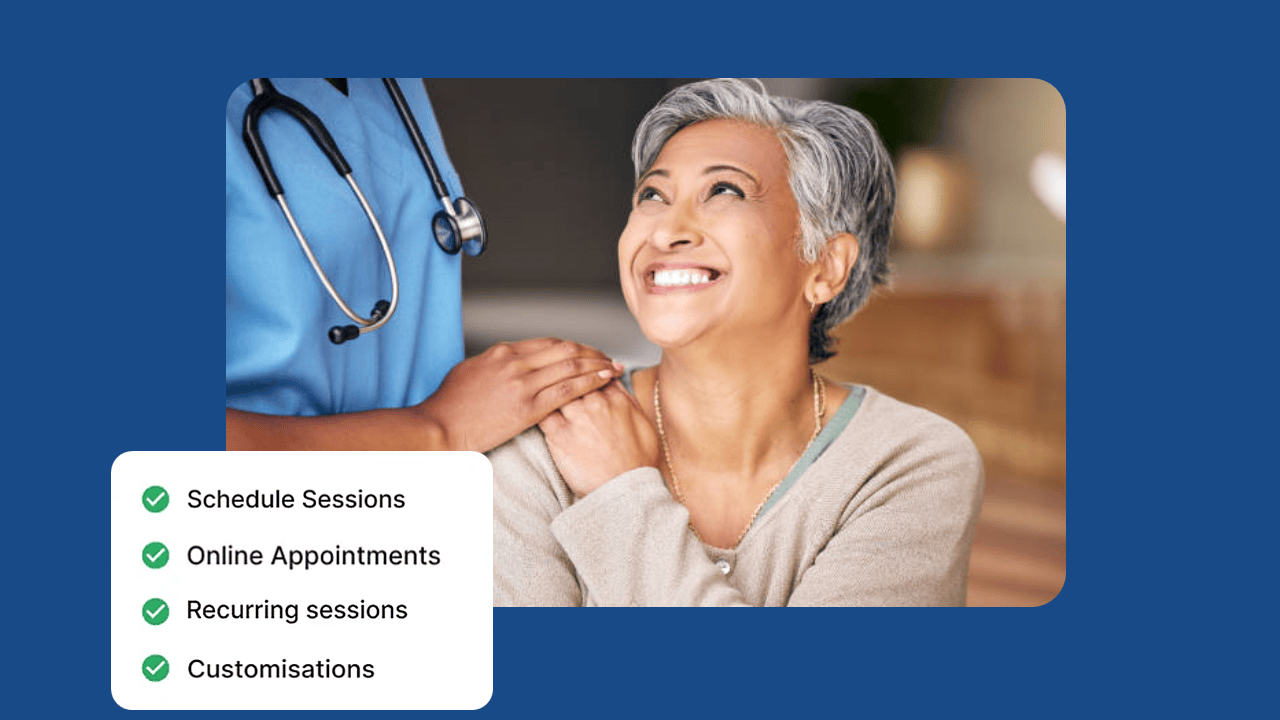 Schedule Sessions
Online Appointments
Recurring sessions
Customisations